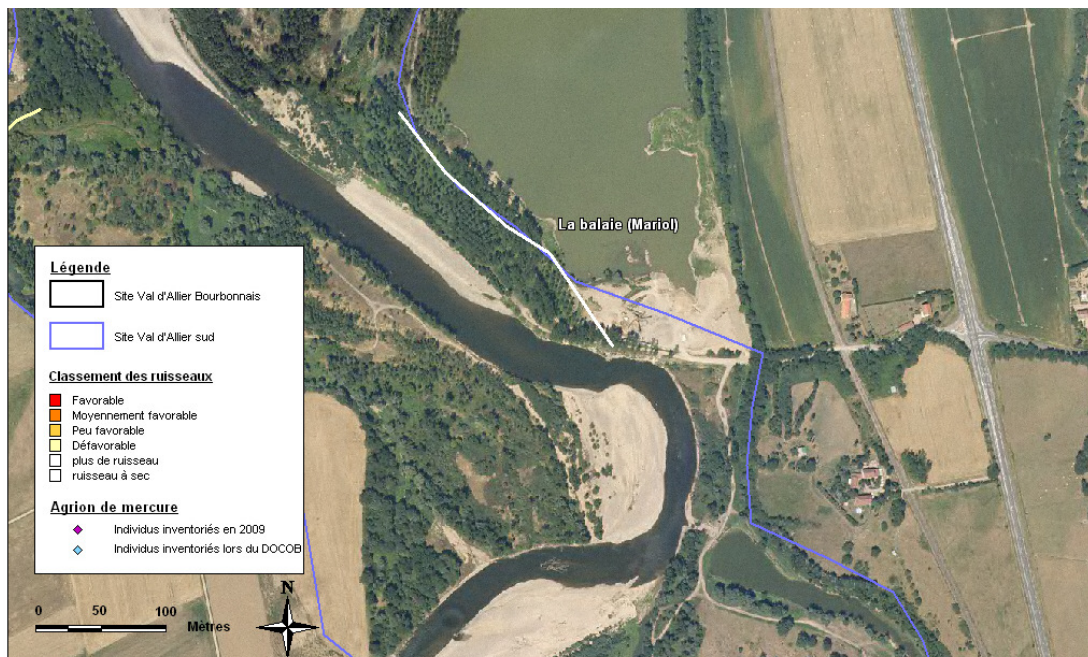 La balaie (Mariol)
Légende
Site Val d'Allier Bourbonnais
Site Val d'Allier sud
Classement des ruisseaux
Favorable
Moyennement favorable
Peu favorable
Défavorable
plus de ruisseau
ruisseau à sec
Agrion de mercure
Individus inventoriés en 2009
Individus inventoriés lors du DOCOB
N
0 50 100
Mètres